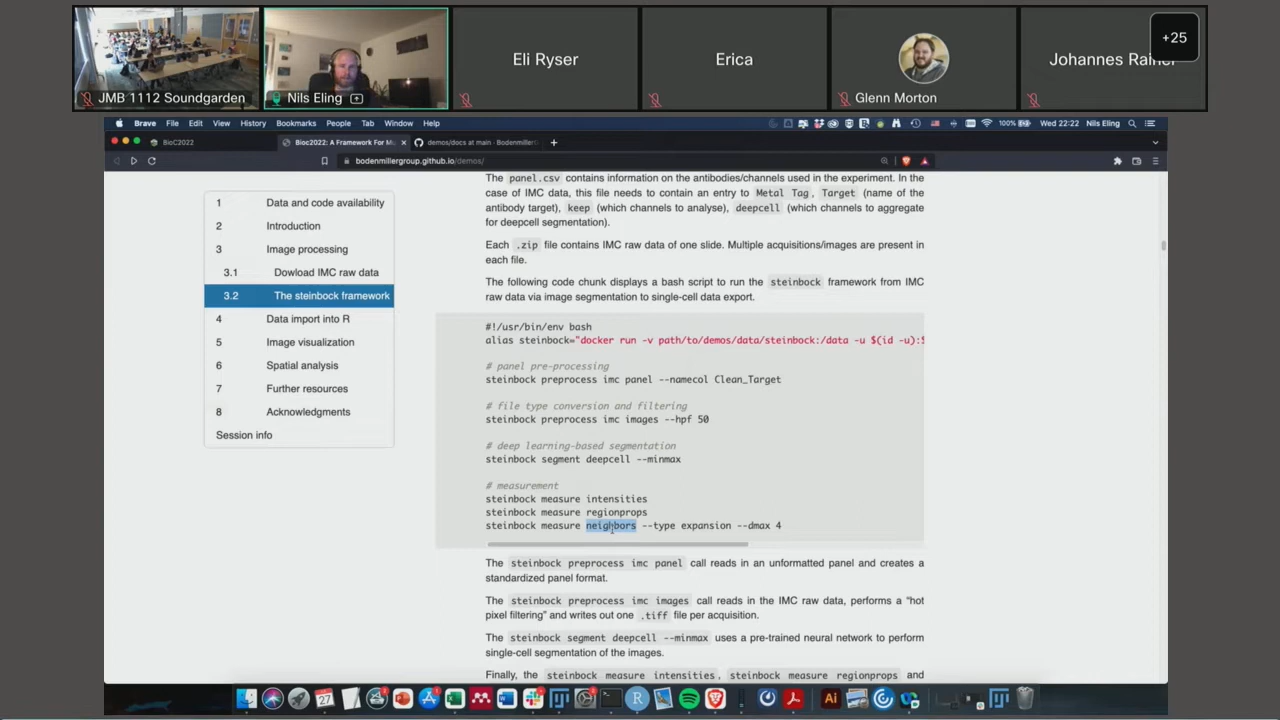 JMB 1112 Soundgarden
Nils Eling
Eli Ryser
Erica
Glenn Morton
Johannes Rainer
+25
Brave File Edit View History Bookmarks People Tab Window Help
100% Wed 22:22 Nils Eling
BioC2022
Bioc2022: A Framework For Mu
demos/docs at main · Bodenmiller
bodenmillergroup.github.io/demos/
1 Data and code availability
2 Introduction
3 Image processing
3.1 Dowload IMC raw data
3.2 The steinbock framework
4 Data import into R
5 Image visualization
6 Spatial analysis
7 Further resources
8 Acknowledgments
Session info
The panel.csv contains information on the antibodies/channels used in the experiment. In the
case of IMC data, this file needs to contain an entry to Metal Tag, Target (name of the
antibody target), keep (which channels to analyse), deepcell (which channels to aggregate
for deepcell segmentation).
Each .zip file contains IMC raw data of one slide. Multiple acquisitions/images are present in
each file.
The following code chunk displays a bash script to run the steinbock framework from IMC
raw data via image segmentation to single-cell data export.
#!/usr/bin/env bash
alias steinbock="docker run -v path/to/demos/data/steinbock:/data -u $(id -u):$
# panel pre-processing
steinbock preprocess imc panel --namecol Clean_Target
# file type conversion and filtering
steinbock preprocess imc images --hpf 50
# deep learning-based segmentation
steinbock segment deepcell --minmax
# measurement
steinbock measure intensities
steinbock measure regionprops
steinbock measure neighbors --type expansion --dmax 4
The steinbock preprocess imc panel call reads in an unformatted panel and creates a
standardized panel format.
The steinbock preprocess imc images call reads in the IMC raw data, performs a “hot
pixel filtering” and writes out one .tiff file per acquisition.
The steinbock segment deepcell --minmax uses a pre-trained neural network to perform
single-cell segmentation of the images.
Finally, the steinbock measure intensities, steinbock measure regionprops and